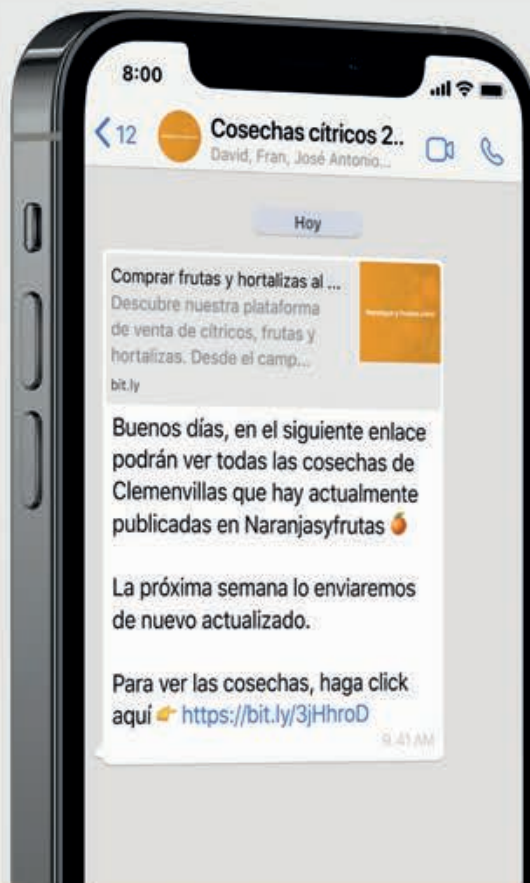 8:00
12
Cosechas cítricos 2..
David, Fran, José Antonio...
Hoy
Comprar frutas y hortalizas al ...
Descubre nuestra plataforma
de venta de cítricos, frutas y
hortalizas. Desde el camp...
bit.ly
Buenos días, en el siguiente enlace
podrán ver todas las cosechas de
Clemenvillas que hay actualmente
publicadas en Naranjasyfrutas 🍊
La próxima semana lo enviaremos
de nuevo actualizado.
Para ver las cosechas, haga click
aquí 👉 https://bit.ly/3jHhroD
9:41 AM